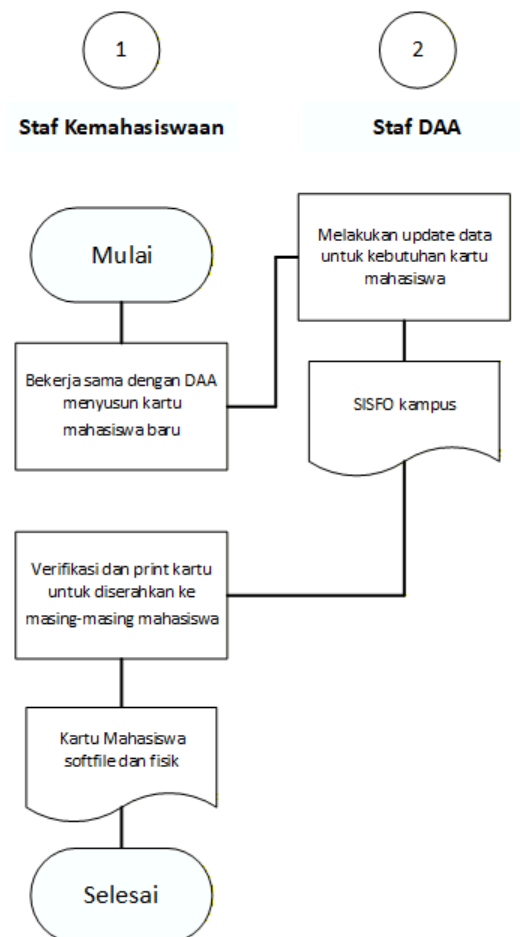 1
2
Staf Kemahasiswaan
Staf DAA
Mulai
Melakukan update data
untuk kebutuhan kartu
mahasiswa
Bekerja sama dengan DAA
menyusun kartu
mahasiswa baru
SISFO kampus
Verifikasi dan print kartu
untuk diserahkan ke
masing-masing mahasiswa
Kartu Mahasiswa
softfile dan fisik
Selesai